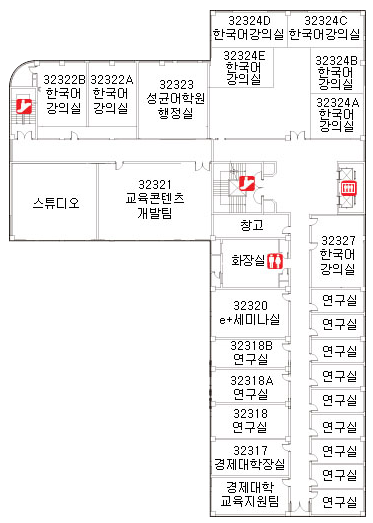 32324D
한국어강의실
32324C
한국어강의실
32324E
한국어
강의실
32324B
한국어
강의실
32324A
한국어
강의실
32322B
한국어
강의실
32322A
한국어
강의실
32323
성균어학원
행정실
스튜디오
32321
교육콘텐츠
개발팀
창고
화장실
32327
한국어
강의실
32320
e+세미나실
32318B
연구실
32318A
연구실
32318
연구실
32317
경제대학장실
경제대학
교육지원팀
연구실
연구실
연구실
연구실
연구실
연구실
연구실
연구실
연구실